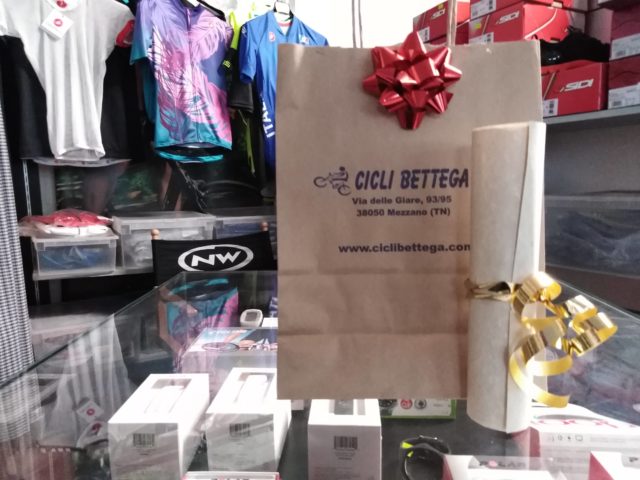 CICLI BETTEGA
Via delle Giare, 93/95
38050 Mezzano (TN)
www.ciclibettega.com
NW
SIDI
SIDI